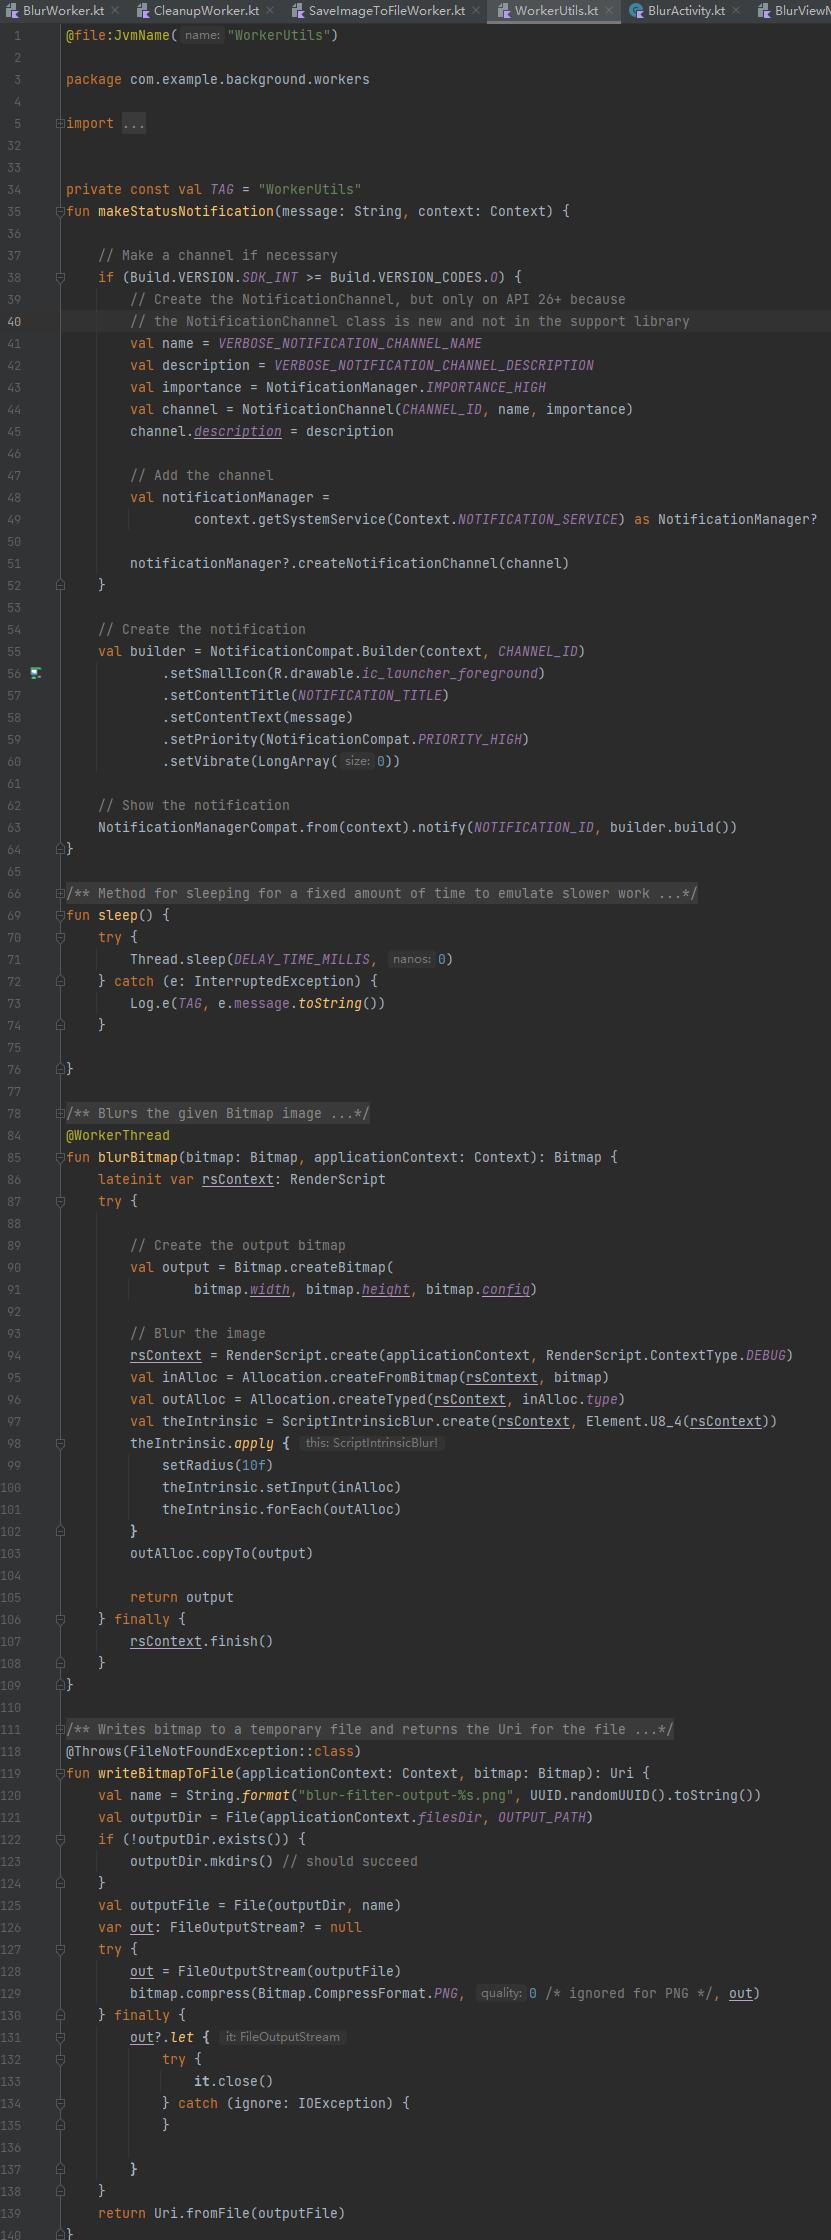 BlurWorker.kt × CleanupWorker.kt × SaveImageToFileWorker.kt × WorkerUtils.kt × BlurActivity.kt × BlurViewM
1 @file:JvmName( name: "WorkerUtils")
2
3 package com.example.background.workers
4
5 import ...
32
33
34 private const val TAG = "WorkerUtils"
35 fun makeStatusNotification(message: String, context: Context) {
36
37 // Make a channel if necessary
38 if (Build.VERSION.SDK_INT >= Build.VERSION_CODES.O) {
39 // Create the NotificationChannel, but only on API 26+ because
40 // the NotificationChannel class is new and not in the support library
41 val name = VERBOSE_NOTIFICATION_CHANNEL_NAME
42 val description = VERBOSE_NOTIFICATION_CHANNEL_DESCRIPTION
43 val importance = NotificationManager.IMPORTANCE_HIGH
44 val channel = NotificationChannel(CHANNEL_ID, name, importance)
45 channel.description = description
46
47 // Add the channel
48 val notificationManager =
49 context.getSystemService(Context.NOTIFICATION_SERVICE) as NotificationManager?
50
51 notificationManager?.createNotificationChannel(channel)
52 }
53
54 // Create the notification
55 val builder = NotificationCompat.Builder(context, CHANNEL_ID)
56 .setSmallIcon(R.drawable.ic_launcher_foreground)
57 .setContentTitle(NOTIFICATION_TITLE)
58 .setContentText(message)
59 .setPriority(NotificationCompat.PRIORITY_HIGH)
60 .setVibrate(LongArray( size: 0))
61
62 // Show the notification
63 NotificationManagerCompat.from(context).notify(NOTIFICATION_ID, builder.build())
64 }
65
66 /** Method for sleeping for a fixed amount of time to emulate slower work ...*/
69 fun sleep() {
70 try {
71 Thread.sleep(DELAY_TIME_MILLIS, nanos: 0)
72 } catch (e: InterruptedException) {
73 Log.e(TAG, e.message.toString())
74 }
75
76 }
77
78 /** Blurs the given Bitmap image ...*/
84 @WorkerThread
85 fun blurBitmap(bitmap: Bitmap, applicationContext: Context): Bitmap {
86 lateinit var rsContext: RenderScript
87 try {
88
89 // Create the output bitmap
90 val output = Bitmap.createBitmap(
91 bitmap.width, bitmap.height, bitmap.config)
92
93 // Blur the image
94 rsContext = RenderScript.create(applicationContext, RenderScript.ContextType.DEBUG)
95 val inAlloc = Allocation.createFromBitmap(rsContext, bitmap)
96 val outAlloc = Allocation.createTyped(rsContext, inAlloc.type)
97 val theIntrinsic = ScriptIntrinsicBlur.create(rsContext, Element.U8_4(rsContext))
98 theIntrinsic.apply { this: ScriptIntrinsicBlur!
99 setRadius(10f)
100 theIntrinsic.setInput(inAlloc)
101 theIntrinsic.forEach(outAlloc)
102 }
103 outAlloc.copyTo(output)
104
105 return output
106 } finally {
107 rsContext.finish()
108 }
109 }
110
111 /** Writes bitmap to a temporary file and returns the Uri for the file ...*/
118 @Throws(FileNotFoundException::class)
119 fun writeBitmapToFile(applicationContext: Context, bitmap: Bitmap): Uri {
120 val name = String.format("blur-filter-output-%s.png", UUID.randomUUID().toString())
121 val outputDir = File(applicationContext.filesDir, OUTPUT_PATH)
122 if (!outputDir.exists()) {
123 outputDir.mkdirs() // should succeed
124 }
125 val outputFile = File(outputDir, name)
126 var out: FileOutputStream? = null
127 try {
128 out = FileOutputStream(outputFile)
129 bitmap.compress(Bitmap.CompressFormat.PNG, quality: 0 /* ignored for PNG */, out)
130 } finally {
131 out?.let { it: FileOutputStream
132 try {
133 it.close()
134 } catch (ignore: IOException) {
135 }
136
137 }
138 }
139 return Uri.fromFile(outputFile)
140 }